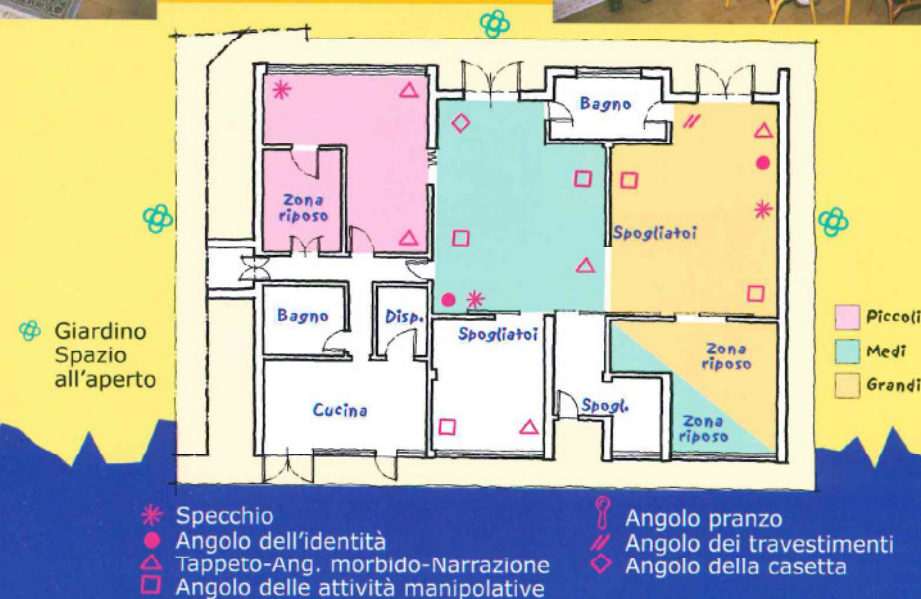 Bagno
Zona
riposo
Spogliatoi
Bagno
Disp.
Spogliatoi
Giardino
Spazio
all'aperto
Piccoli
Medi
Grandi
Zona
riposo
Cucina
Spogl.
Zona
riposo
Specchio
Angolo dell'identità
Tappeto-Ang. morbido-Narrazione
Angolo delle attività manipolative
Angolo pranzo
Angolo dei travestimenti
Angolo della casetta